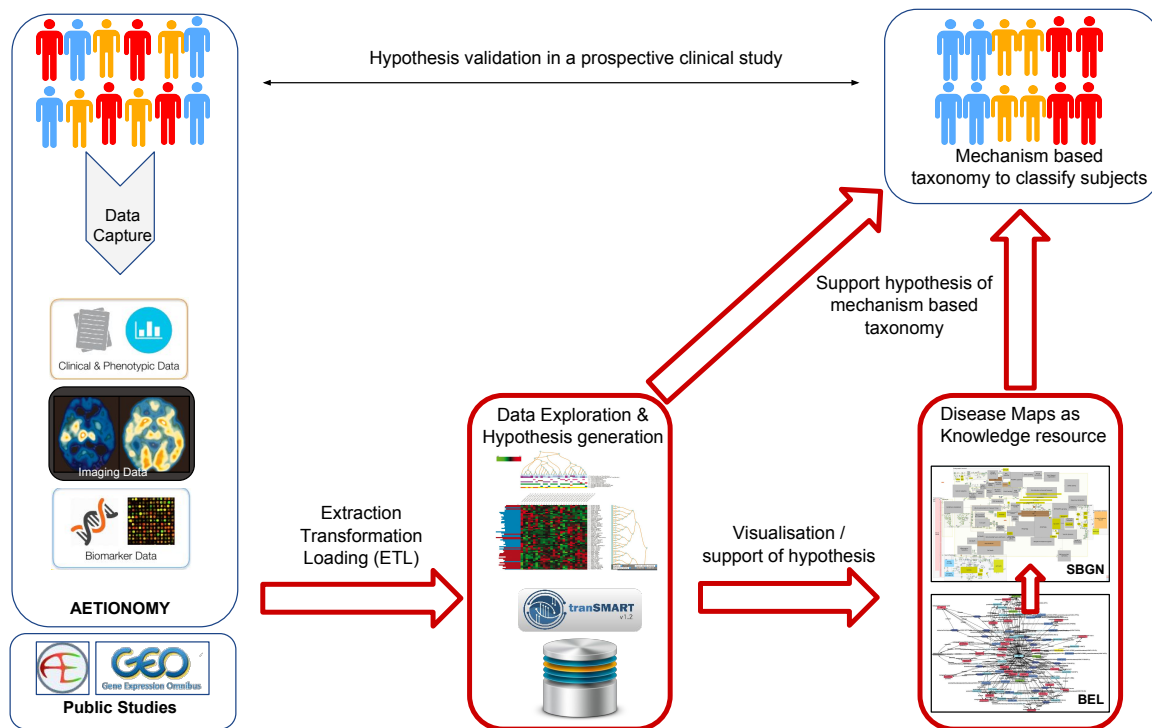 Hypothesis validation in a prospective clinical study
Mechanism based
taxonomy to classify subjects
Data
Capture
Clinical & Phenotypic Data
Imaging Data
Biomarker Data
AETIONOMY
AE
GEO
Gene Expression Omnibus
Public Studies
Extraction
Transformation
Loading (ETL)
Data Exploration &
Hypothesis generation
tranSMART
v1.2
Support hypothesis of
mechanism based
taxonomy
Visualisation /
support of hypothesis
Disease Maps as
Knowledge resource
SBGN
BEL